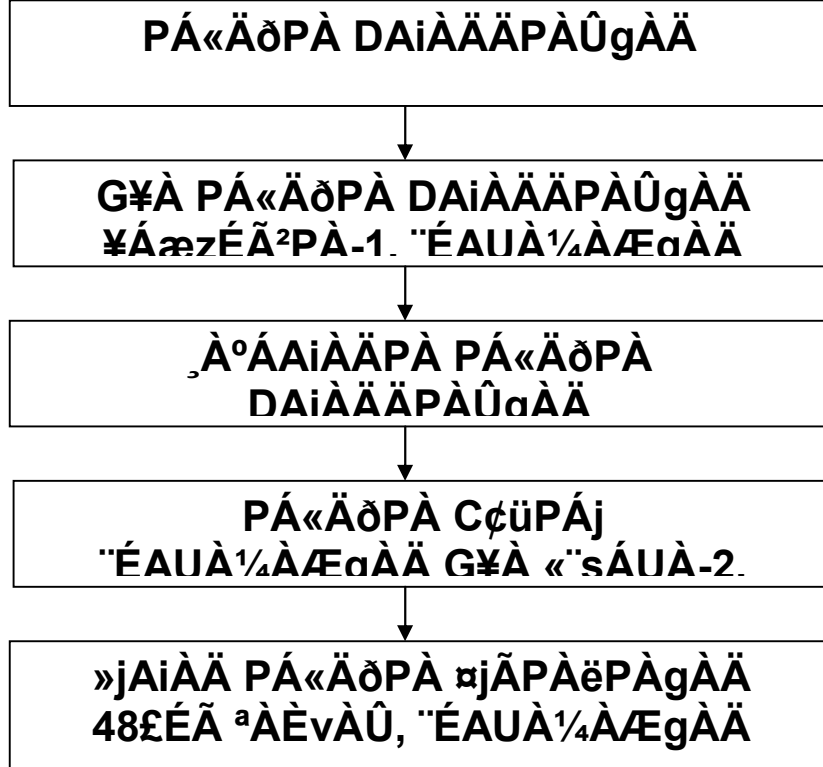 PÁ«ÄðPÀ DAiÀÄÄPÀÛgÀÄ
G¥À PÁ«ÄðPÀ DAiÀÄÄPÀÛgÀÄ
¥ÁæzÉÃ²PÀ-1. ¨ÉAUÀ¼ÀÆgÀÄ
¸ÀºÁAiÀÄPÀ PÁ«ÄðPÀ
DAiÀÄÄPÀÛgÀÄ
PÁ«ÄðPÀ C¢üPÁj
¨ÉAUÀ¼ÀÆgÀÄ G¥À «¨sÁUÀ-2.
»jAiÀÄ PÁ«ÄðPÀ ¤jÃPÀëPÀgÀÄ
48£ÉÃ ªÀÈvÀÛ, ¨ÉAUÀ¼ÀÆgÀÄ